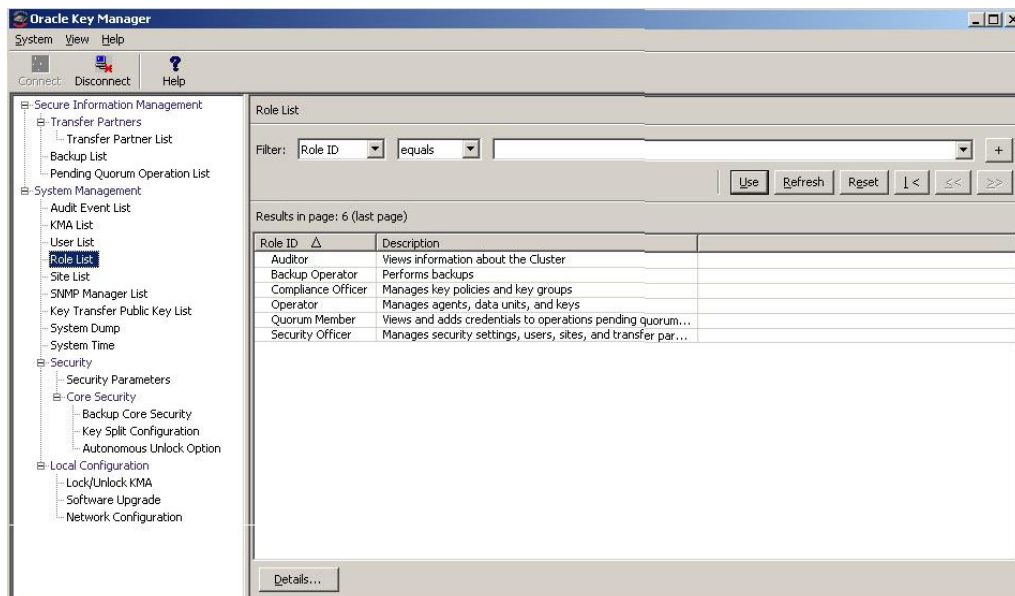 Oracle Key Manager
System View Help
Connect Disconnect Help
Secure Information Management
Transfer Partners
Transfer Partner List
Backup List
Pending Quorum Operation List
System Management
Audit Event List
KMA List
User List
Role List
Site List
SNMP Manager List
Key Transfer Public Key List
System Dump
System Time
Security
Security Parameters
Core Security
Backup Core Security
Key Split Configuration
Autonomous Unlock Option
Local Configuration
Lock/Unlock KMA
Software Upgrade
Network Configuration
Role List
Filter: Role ID equals +
Use Refresh Reset |< << >>
Results in page: 6 (last page)
Role ID Description
Auditor Views information about the Cluster
Backup Operator Performs backups
Compliance Officer Manages key policies and key groups
Operator Manages agents, data units, and keys
Quorum Member Views and adds credentials to operations pending quorum...
Security Officer Manages security settings, users, sites, and transfer par...
Details...